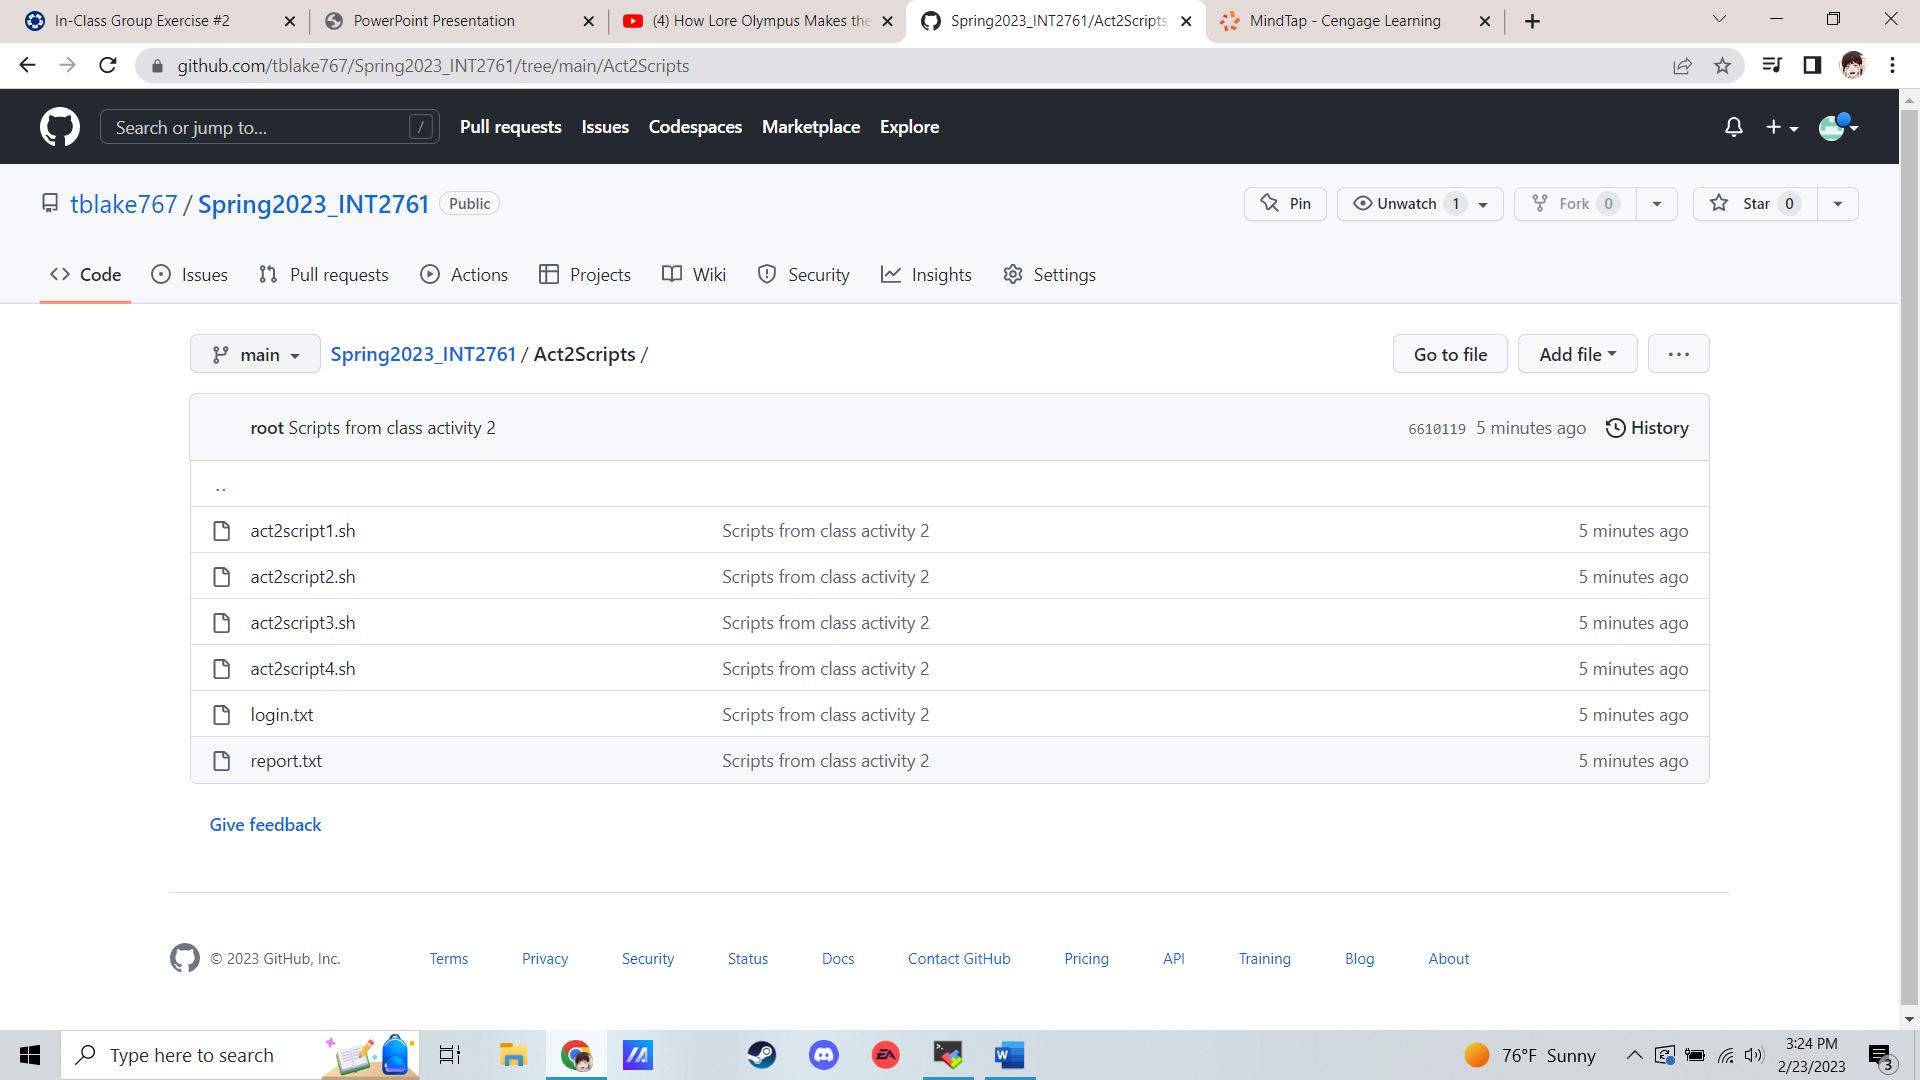 In-Class Group Exercise #2
PowerPoint Presentation
(4) How Lore Olympus Makes the
Spring2023_INT2761/Act2Scripts
MindTap - Cengage Learning
github.com/tblake767/Spring2023_INT2761/tree/main/Act2Scripts
Search or jump to... /
Pull requests Issues Codespaces Marketplace Explore
tblake767 / Spring2023_INT2761 Public
Pin Unwatch 1 Fork 0 Star 0
Code Issues Pull requests Actions Projects Wiki Security Insights Settings
main Spring2023_INT2761 / Act2Scripts / Go to file Add file ...
root Scripts from class activity 2 6610119 5 minutes ago History
..
act2script1.sh Scripts from class activity 2 5 minutes ago
act2script2.sh Scripts from class activity 2 5 minutes ago
act2script3.sh Scripts from class activity 2 5 minutes ago
act2script4.sh Scripts from class activity 2 5 minutes ago
login.txt Scripts from class activity 2 5 minutes ago
report.txt Scripts from class activity 2 5 minutes ago
Give feedback
© 2023 GitHub, Inc. Terms Privacy Security Status Docs Contact GitHub Pricing API Training Blog About
Type here to search
EA
W
76°F Sunny
3:24 PM
2/23/2023
3